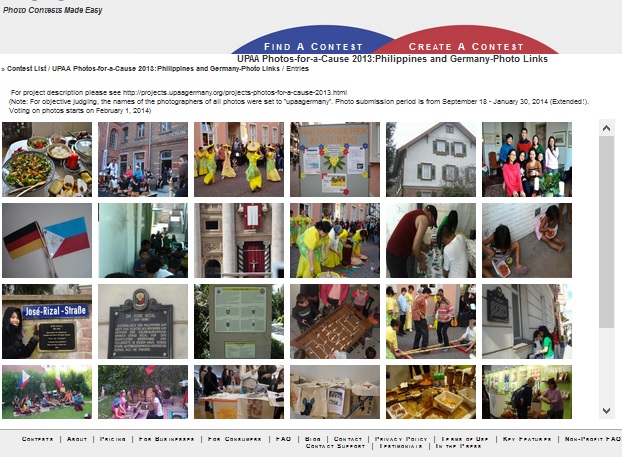 Photo Contests Made Easy
FIND A CONTEST
CREATE A CONTEST
UPAA Photos-for-a-Cause 2013:Philippines and Germany-Photo Links
» Contest List / UPAA Photos-for-a-Cause 2013:Philippines and Germany-Photo Links / Entries
For project description please see http://projects.upaagermany.org/projects-photos-for-a-cause-2013.html
(Note: For objective judging, the names of the photographers of all photos were set to "upaagermany". Photo submission period is from September 18 - January 30, 2014 (Extended!).
Voting on photos starts on February 1, 2014)
José-Rizal-Straße
DR. JOSE RIZAL
CONTESTS | ABOUT | PRICING | FOR BUSINESSES | FOR CONSUMERS | FAQ | BLOG | CONTACT | PRIVACY POLICY | TERMS OF USE | KEY FEATURES | NON-PROFIT FAQ
CONTACT SUPPORT | TESTIMONIALS | IN THE PRESS